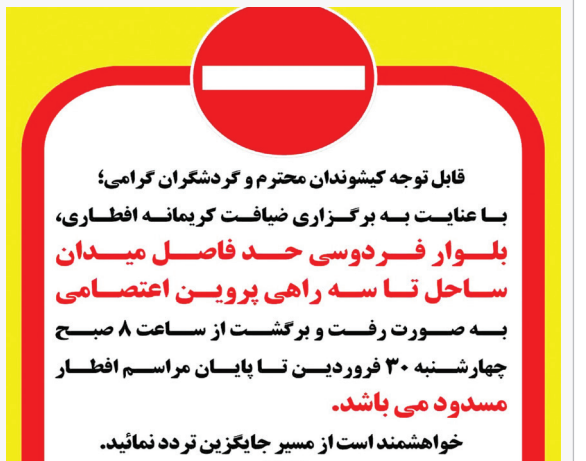 قابل توجه کیشوندان محترم و گردشگران گرامی؛
با عنایت به برگزاری ضیافت کریمانه افطاری،
بلوار فردوسی حد فاصل میدان
ساحل تا سه راهی پروین اعتصامی
به صورت رفت و برگشت از ساعت ۸ صبح
چهارشنبه ۳۰ فروردین تا پایان مراسم افطار
مسدود می باشد.
خواهشمند است از مسیر جایگزین تردد نمائید.